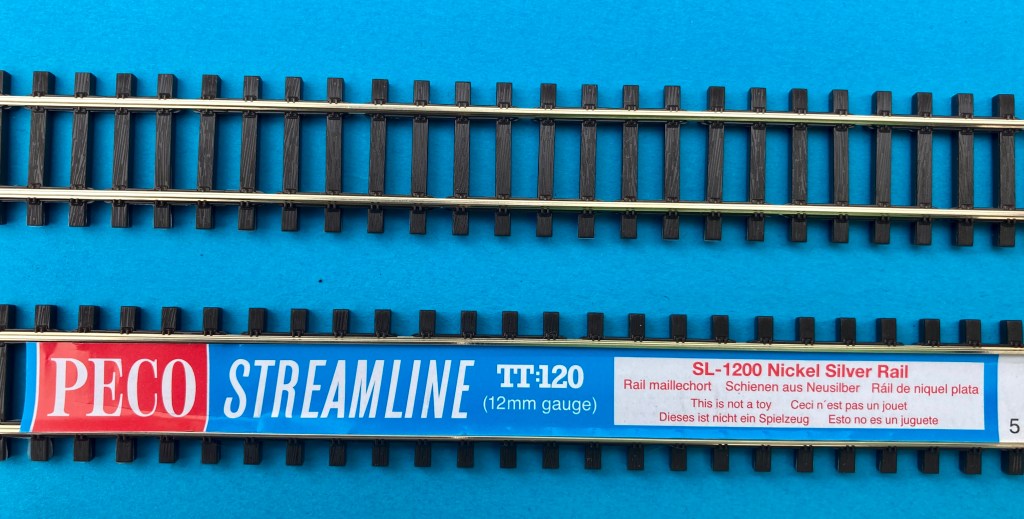 PECO
STREAMLINE
TT:120
(12mm gauge)
SL-1200 Nickel Silver Rail
Rail maillechort Schienen aus Neusilber Ráil de niquel plata
This is not a toy Ceci n´est pas un jouet
Dieses ist nicht ein Spielzeug Esto no es un juguete
5